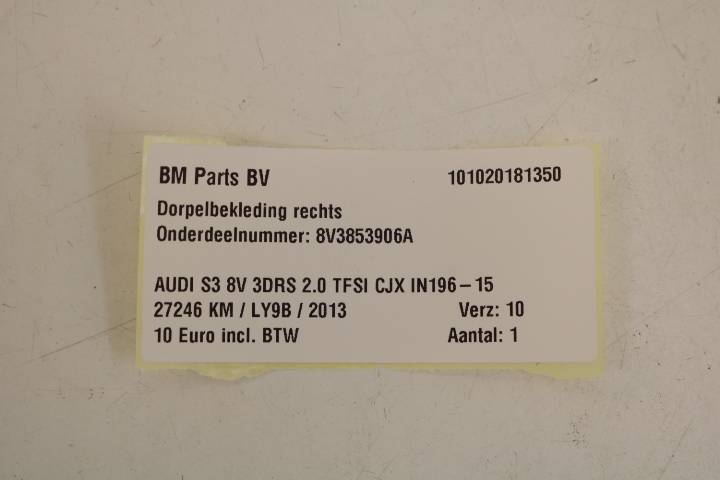 BM Parts BV 101020181350
Dorpelbekleding rechts
Onderdeelnummer: 8V3853906A
AUDI S3 8V 3DRS 2.0 TFSI CJX IN196-15
27246 KM / LY9B / 2013 Verz: 10
10 Euro incl. BTW Aantal: 1